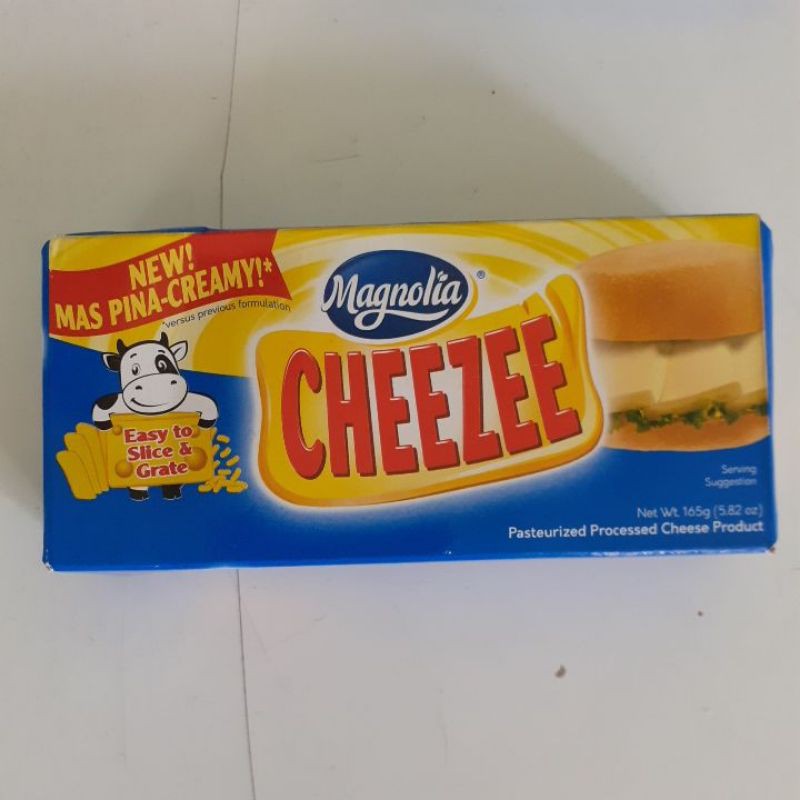 NEW!
MAS PINA-CREAMY!*
*versus previous formulation
Magnolia®
CHEEZEE
Easy to
Slice &
Grate
Serving
Suggestion
Net Wt. 165g (5.82 oz)
Pasteurized Processed Cheese Product